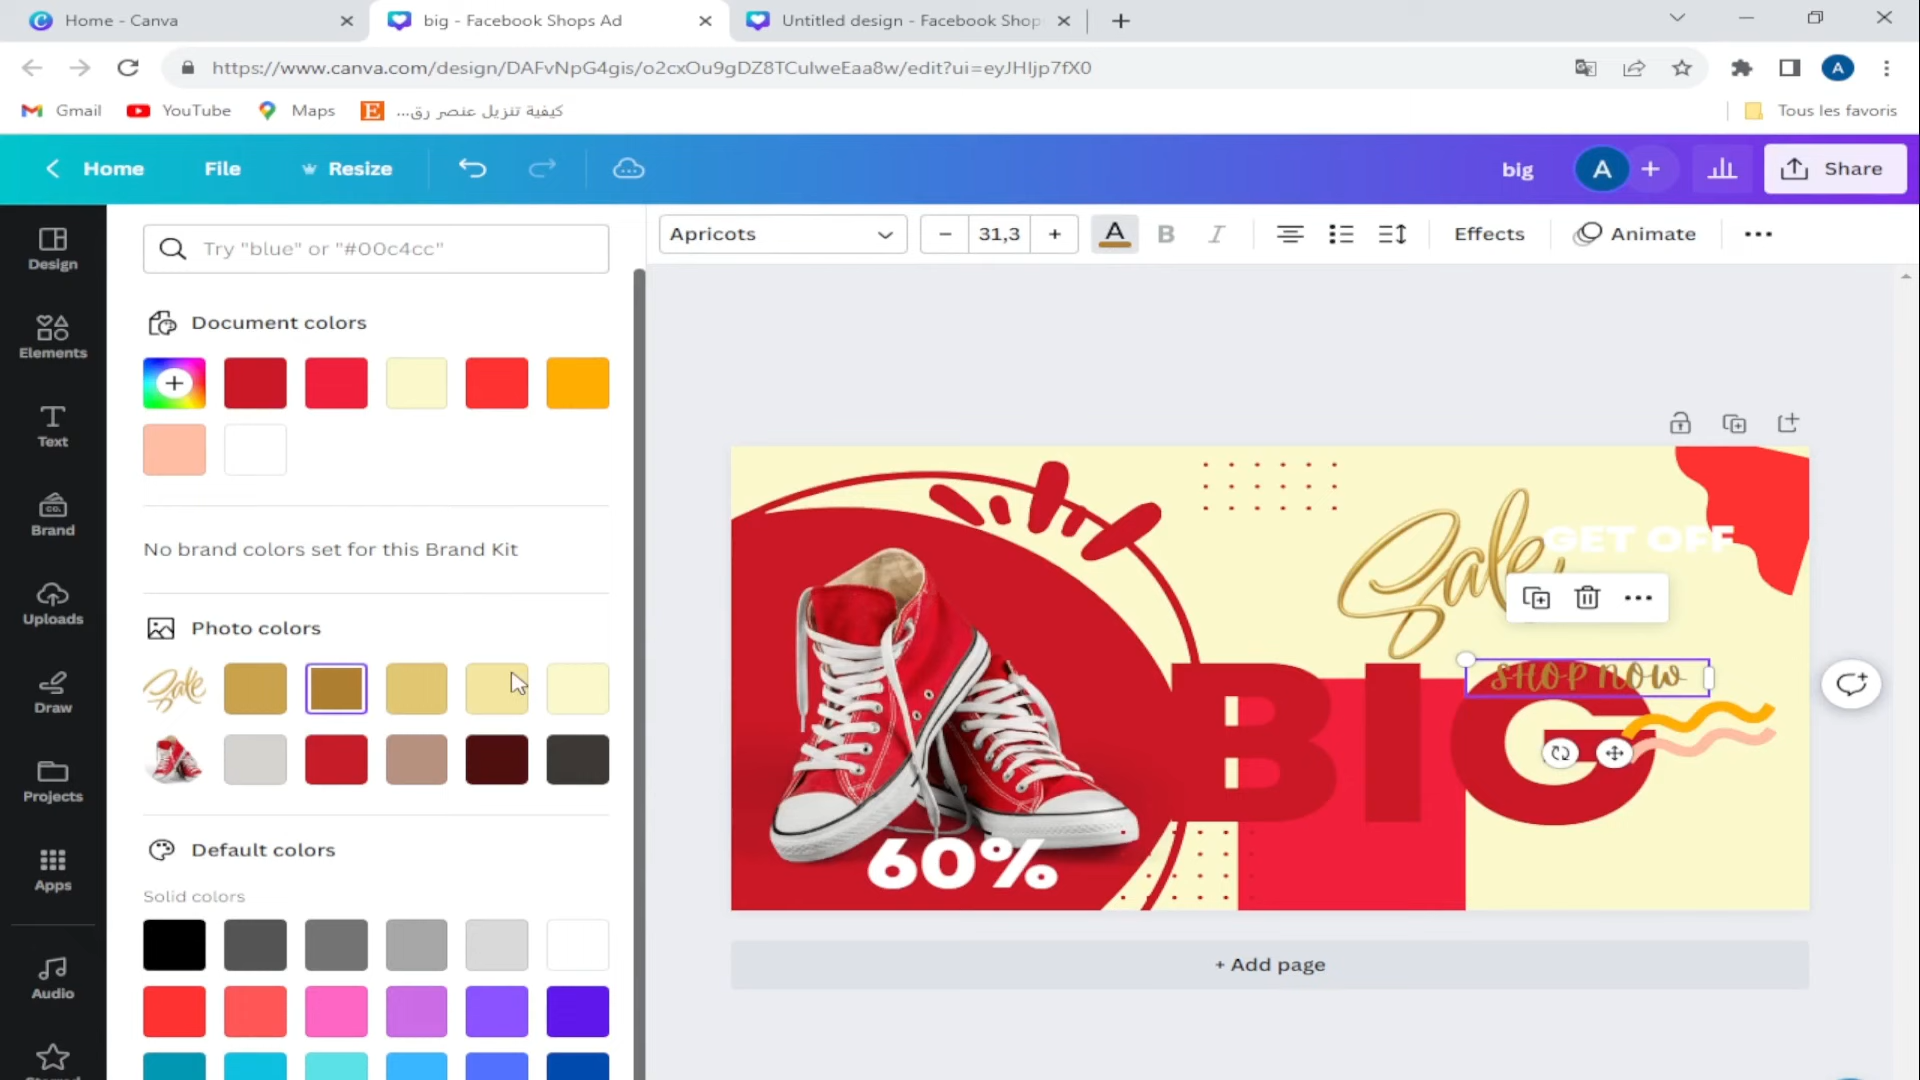 Home - Canva
big - Facebook Shops Ad
Untitled design - Facebook Shop
https://www.canva.com/design/DAFvNpG4gis/o2cxOu9gDZ8TCulweEaa8w/edit?ui=eyJHIjp7fX0
A
Gmail
YouTube
Maps
كيفية تنزيل عنصر رق...
Tous les favoris
Home
File
Resize
big
A
Share
Design
Elements
Text
Brand
Uploads
Draw
Projects
Apps
Audio
Try "blue" or "#00c4cc"
Document colors
No brand colors set for this Brand Kit
Photo colors
Sale
Default colors
Solid colors
Apricots
31,3
A
B
I
Effects
Animate
Sale
GET OFF
SHOP NOW
BIG
60%
+ Add page